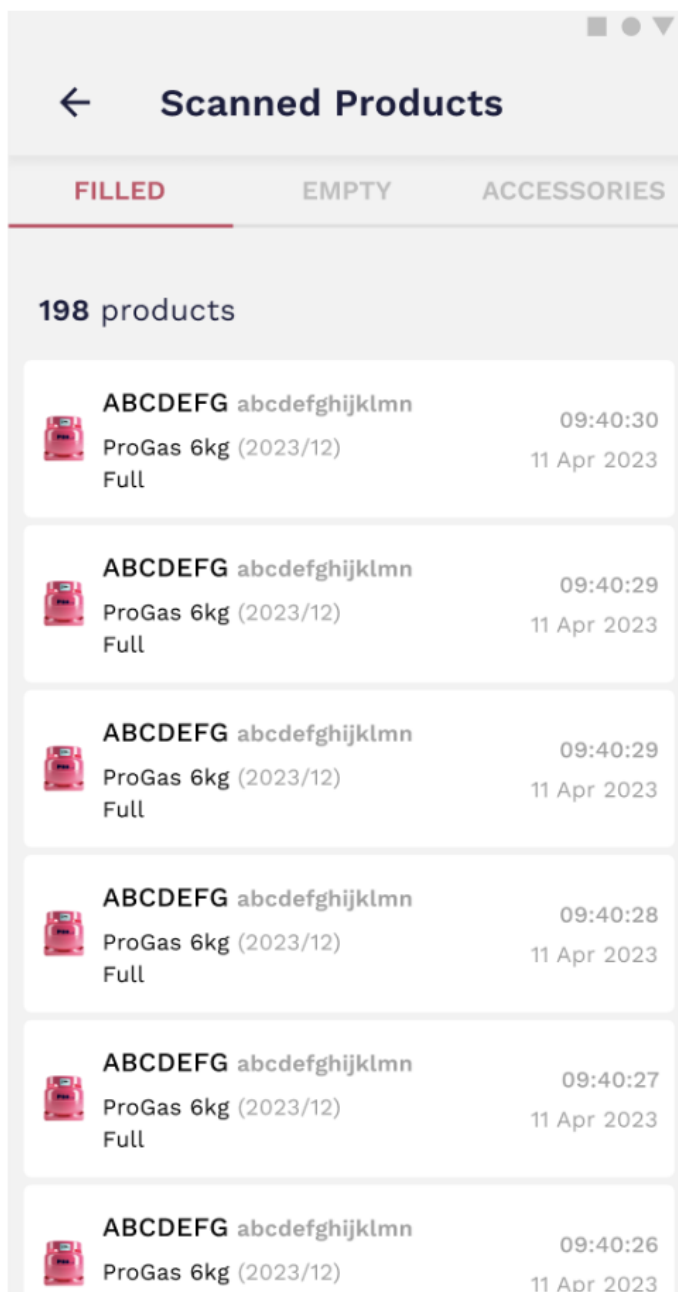 Scanned Products
FILLED EMPTY ACCESSORIES
198 products
ABCDEFG abcdefghijklmn
09:40:30
ProGas 6kg (2023/12)
11 Apr 2023
Full
ABCDEFG abcdefghijklmn
09:40:29
ProGas 6kg (2023/12)
11 Apr 2023
Full
ABCDEFG abcdefghijklmn
09:40:29
ProGas 6kg (2023/12)
11 Apr 2023
Full
ABCDEFG abcdefghijklmn
09:40:28
ProGas 6kg (2023/12)
11 Apr 2023
Full
ABCDEFG abcdefghijklmn
09:40:27
ProGas 6kg (2023/12)
11 Apr 2023
Full
ABCDEFG abcdefghijklmn
09:40:26
ProGas 6kg (2023/12)
11 Apr 2023